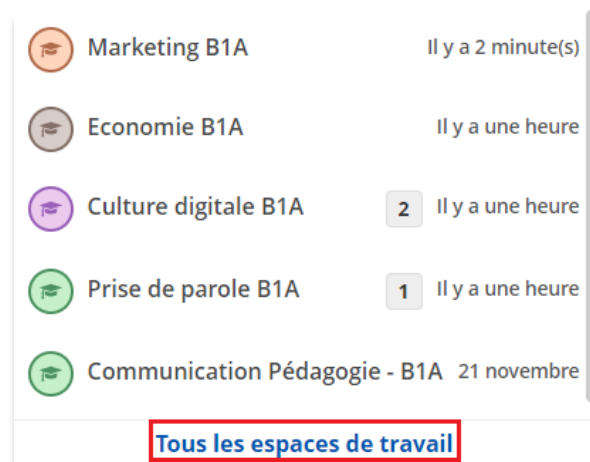 Marketing B1A Il y a 2 minute(s)
Economie B1A Il y a une heure
Culture digitale B1A 2 Il y a une heure
Prise de parole B1A 1 Il y a une heure
Communication Pédagogie - B1A 21 novembre
Tous les espaces de travail